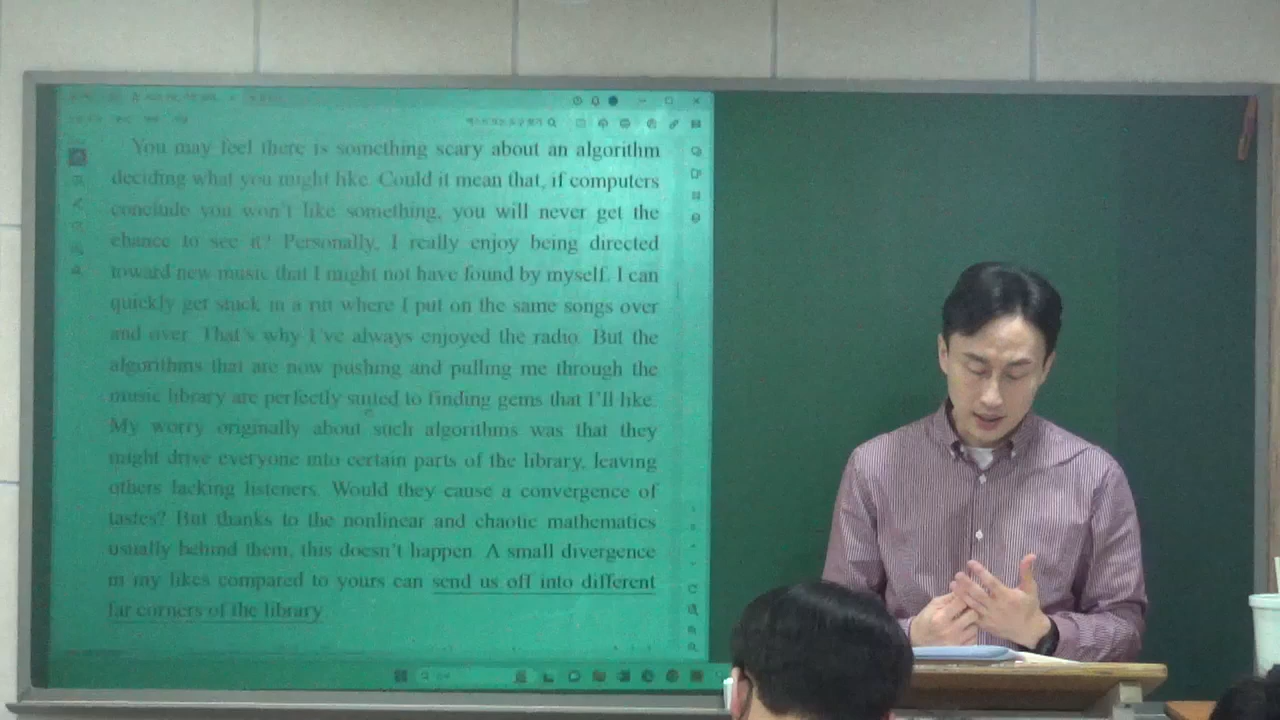 You may feel there is something scary about an algorithm
deciding what you might like. Could it mean that, if computers
conclude you won't like something, you will never get the
chance to see it? Personally, I really enjoy being directed
toward new music that I might not have found by myself. I can
quickly get stuck in a rut where I put on the same songs over
and over. That's why I've always enjoyed the radio. But the
algorithms that are now pushing and pulling me through the
music library are perfectly suited to finding gems that I'll like.
My worry originally about such algorithms was that they
might drive everyone into certain parts of the library, leaving
others lacking listeners. Would they cause a convergence of
tastes? But thanks to the nonlinear and chaotic mathematics
usually behind them, this doesn't happen. A small divergence
in my likes compared to yours can send us off into different
far corners of the library.